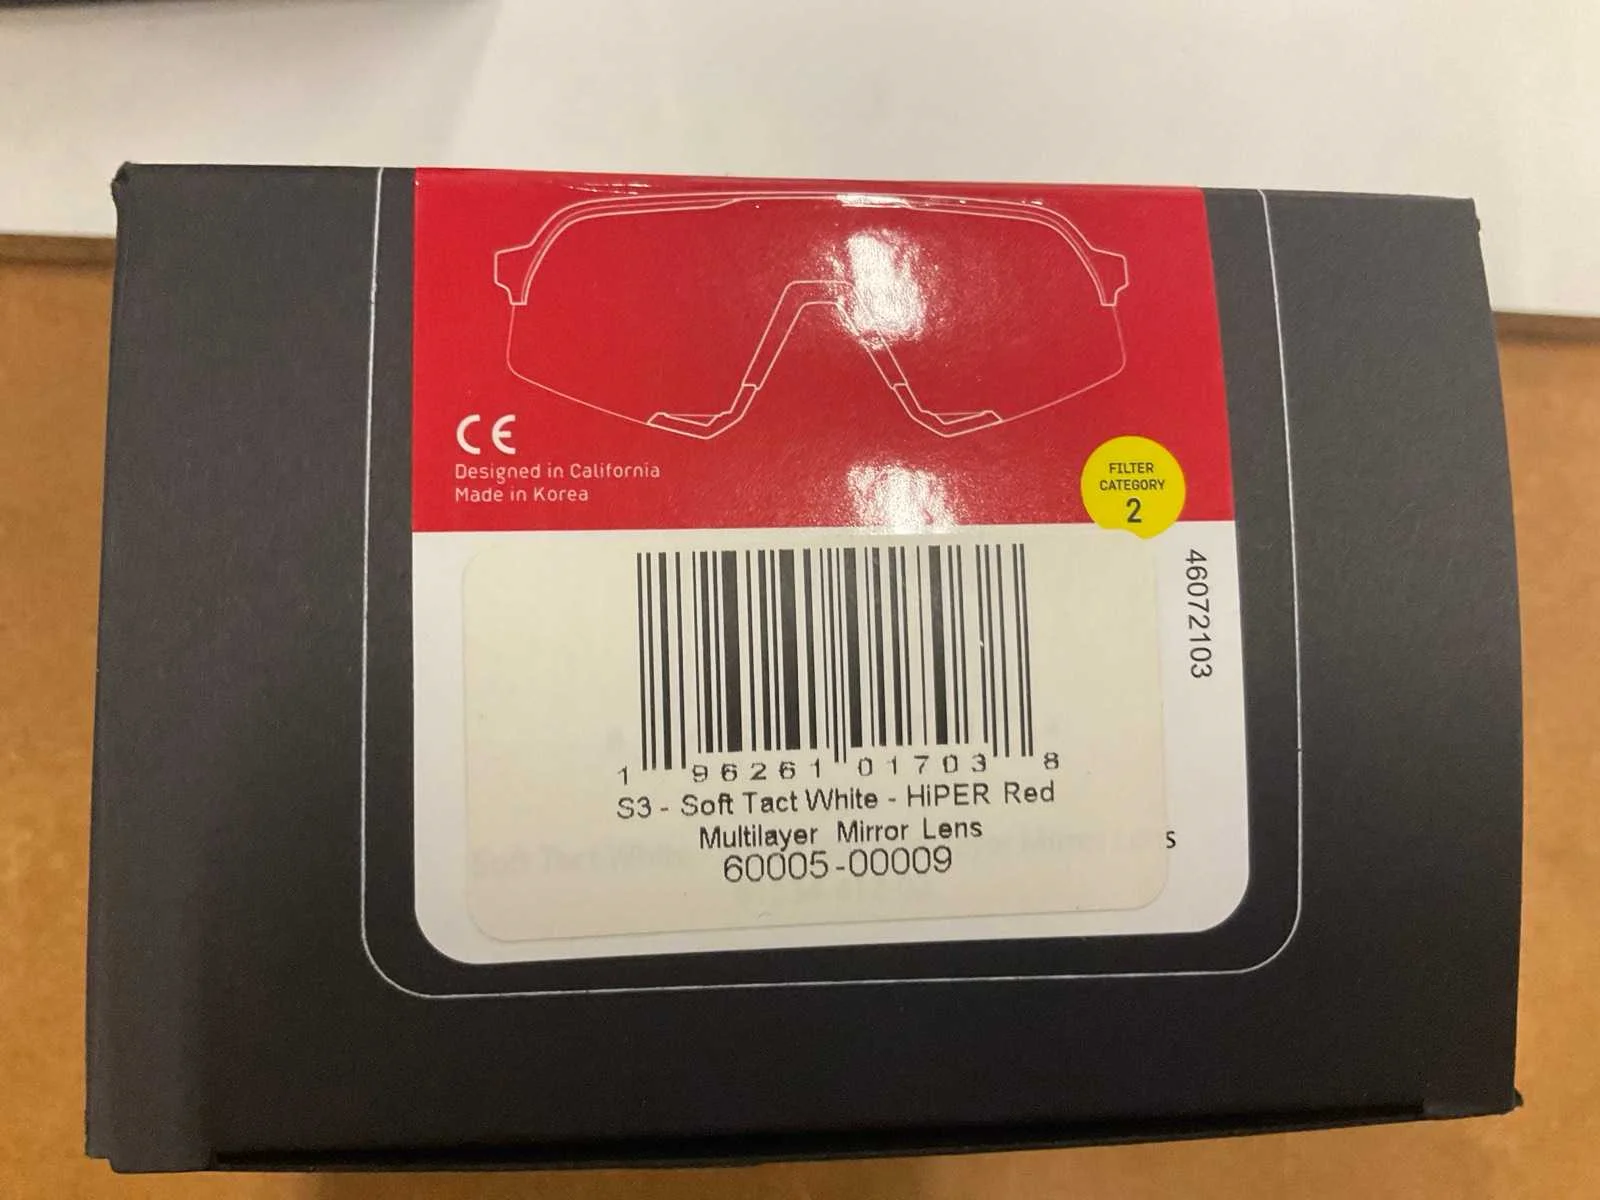 CE
Designed in California
Made in Korea
FILTER
CATEGORY
2
46072103
1 96261 01703 8
S3 - Soft Tact White - HiPER Red
Multilayer Mirror Lens
60005-00009
s